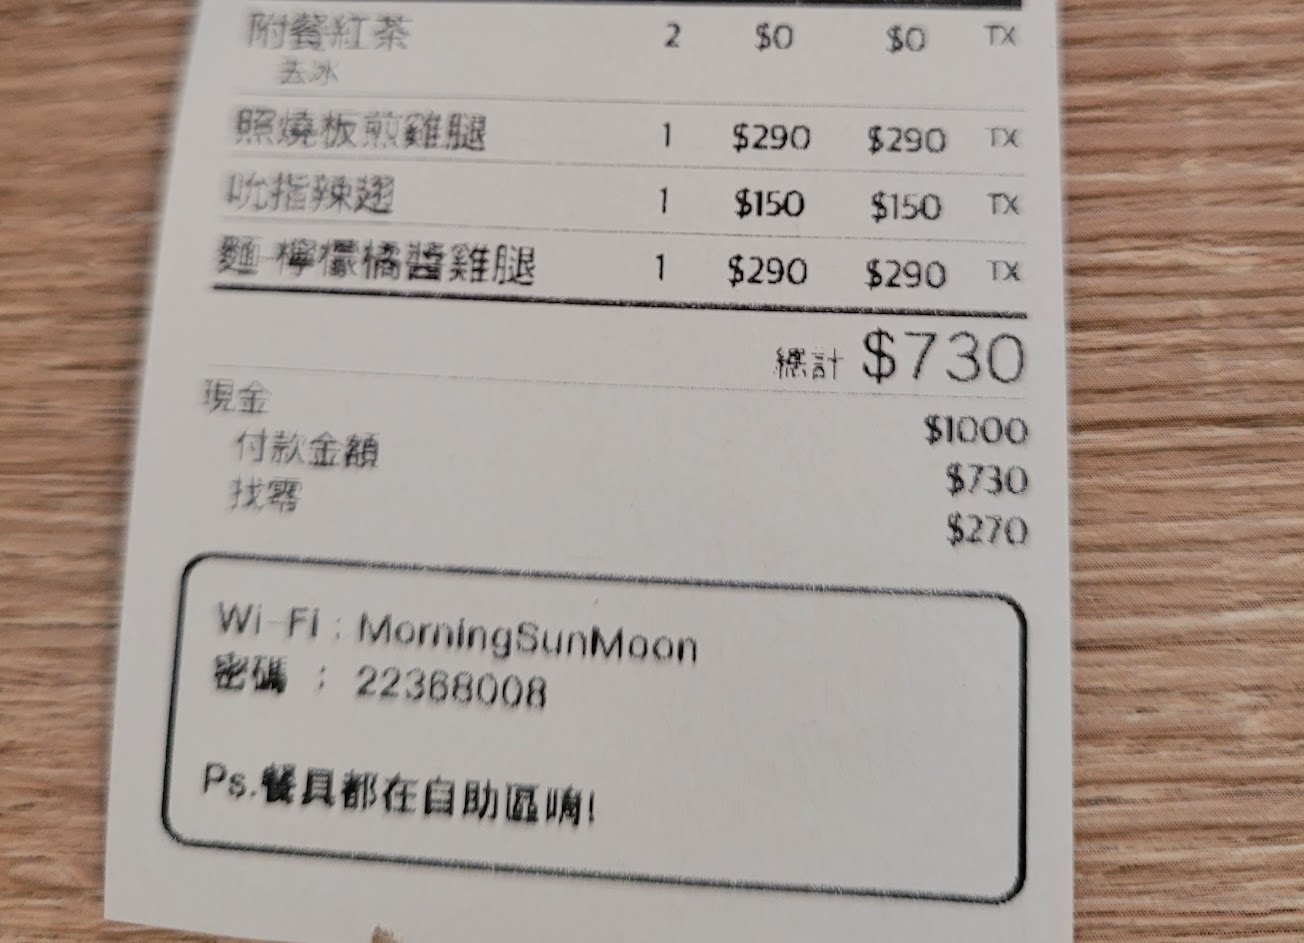 附餐紅茶 2 $0 $0 TX
去冰
照燒板煎雞腿 1 $290 $290 TX
吮指辣翅 1 $150 $150 TX
麵-檸檬橘醬雞腿 1 $290 $290 TX
總計 $730
現金 $1000
付款金額 $730
找零 $270
Wi-Fi : MorningSunMoon
密碼 : 22368008
Ps.餐具都在自助區唷!